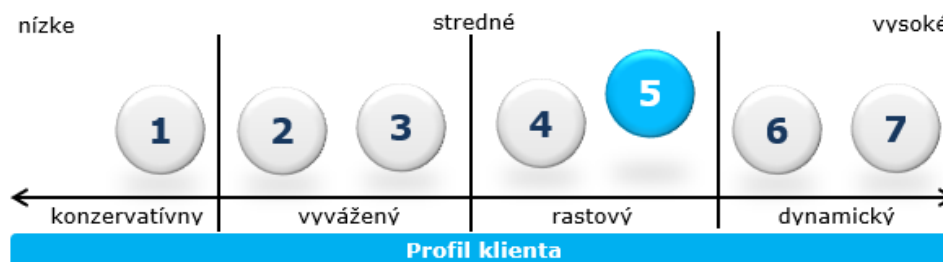 nízke stredné vysoké
1 2 3 4 5 6 7
konzervatívny vyvážený rastový dynamický
Profil klienta